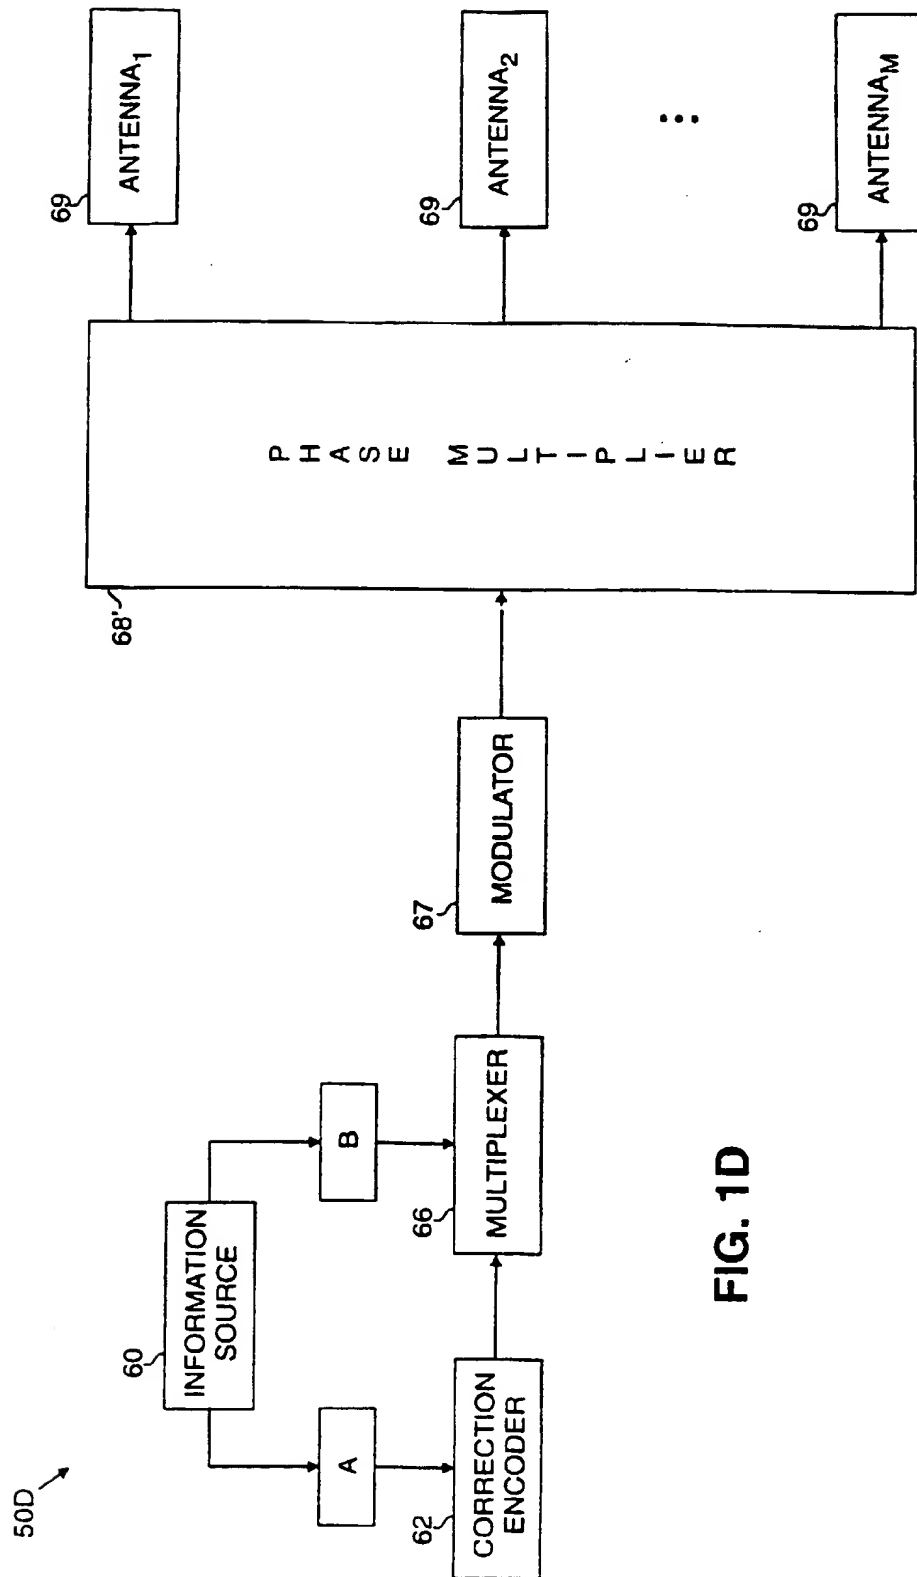 50D
60
INFORMATION
SOURCE
A
B
62
CORRECTION
ENCODER
66
MULTIPLEXER
67
MODULATOR
68'
PHASE MULTIPLIER
69
ANTENNA1
69
ANTENNA2
...
69
ANTENNAM
FIG. 1D